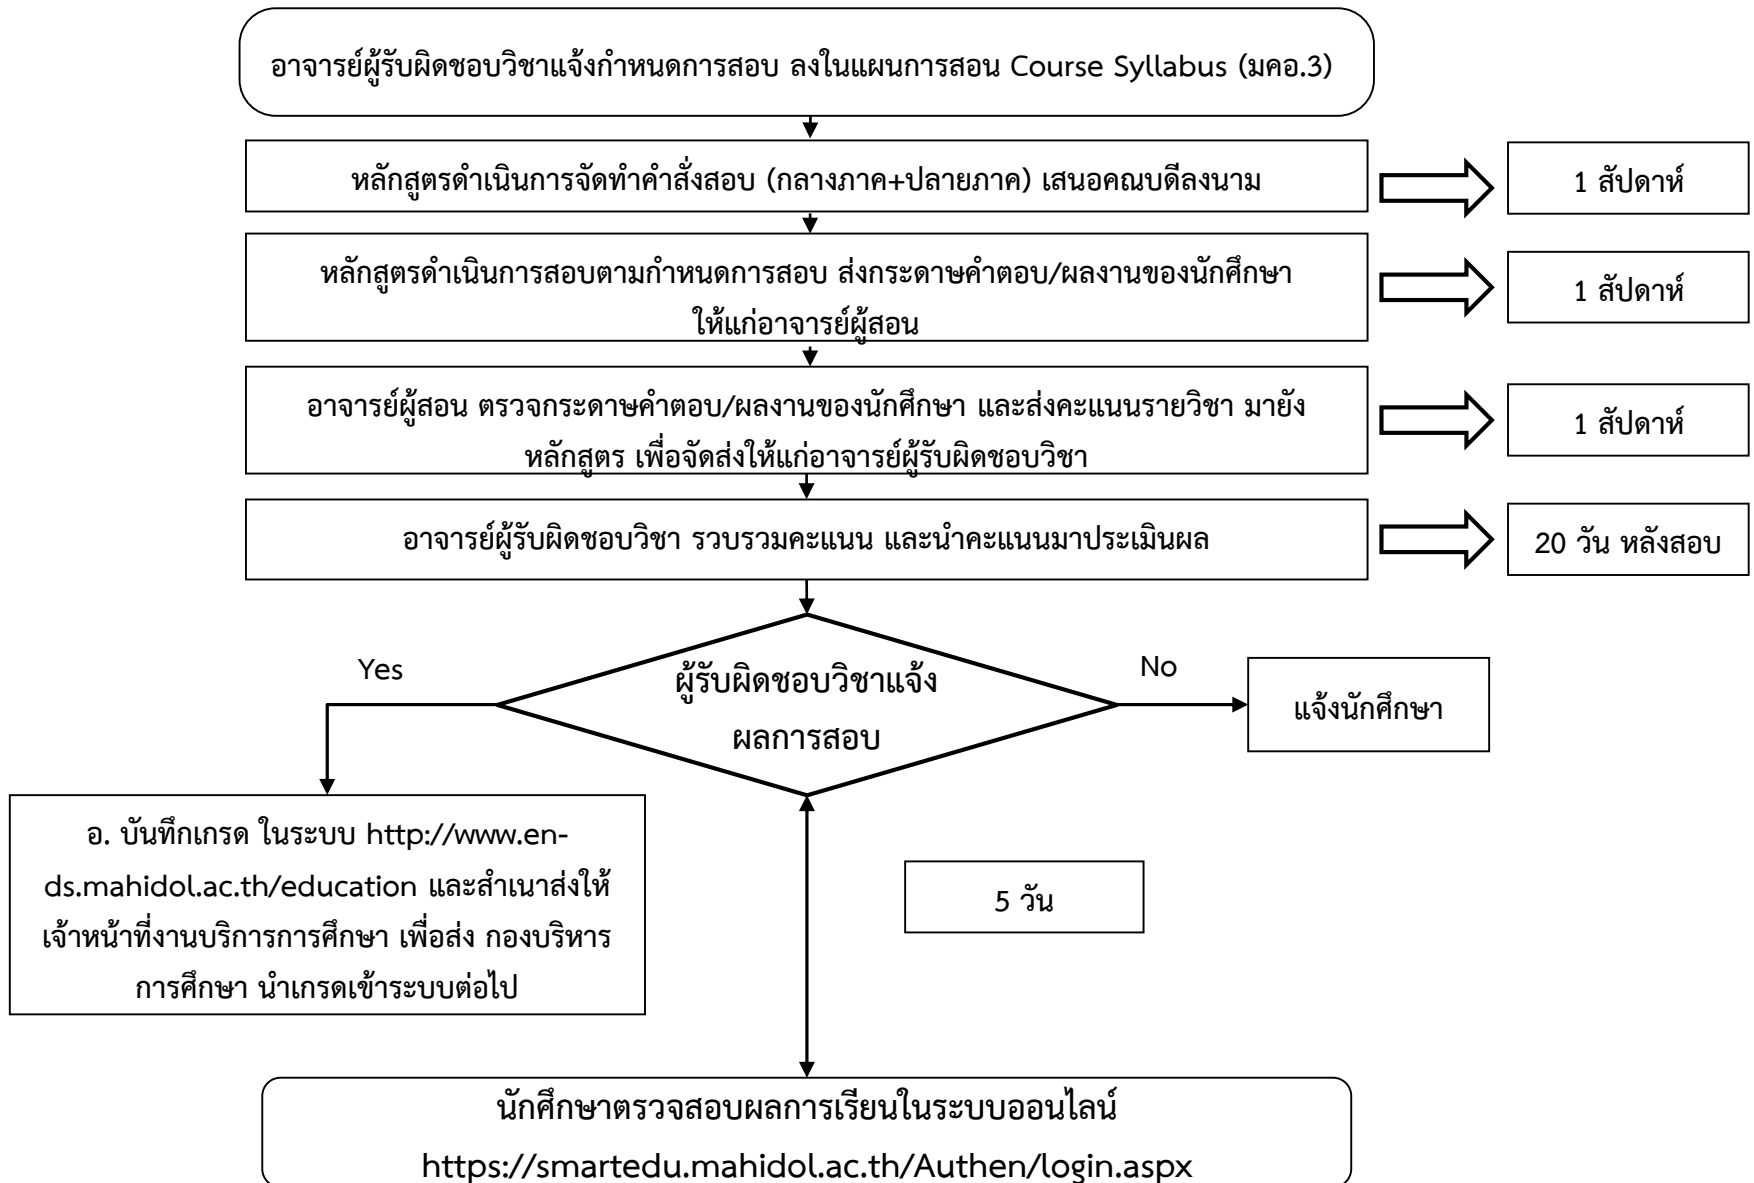 อาจารย์ผู้รับผิดชอบวิชาแจ้งกำหนดการสอบ ลงในแผนการสอน Course Syllabus (มคอ.3)
หลักสูตรดำเนินการจัดทำคำสั่งสอบ (กลางภาค+ปลายภาค) เสนอคณบดีลงนาม
1 สัปดาห์
หลักสูตรดำเนินการสอบตามกำหนดการสอบ ส่งกระดาษคำตอบ/ผลงานของนักศึกษา
ให้แก่อาจารย์ผู้สอน
1 สัปดาห์
อาจารย์ผู้สอน ตรวจกระดาษคำตอบ/ผลงานของนักศึกษา และส่งคะแนนรายวิชา มายัง
หลักสูตร เพื่อจัดส่งให้แก่อาจารย์ผู้รับผิดชอบวิชา
1 สัปดาห์
อาจารย์ผู้รับผิดชอบวิชา รวบรวมคะแนน และนำคะแนนมาประเมินผล
20 วัน หลังสอบ
ผู้รับผิดชอบวิชาแจ้ง
ผลการสอบ
Yes
No
แจ้งนักศึกษา
อ. บันทึกเกรด ในระบบ http://www.en-
ds.mahidol.ac.th/education และสำเนาส่งให้
เจ้าหน้าที่งานบริการการศึกษา เพื่อส่ง กองบริหาร
การศึกษา นำเกรดเข้าระบบต่อไป
5 วัน
นักศึกษาตรวจสอบผลการเรียนในระบบออนไลน์
https://smartedu.mahidol.ac.th/Authen/login.aspx